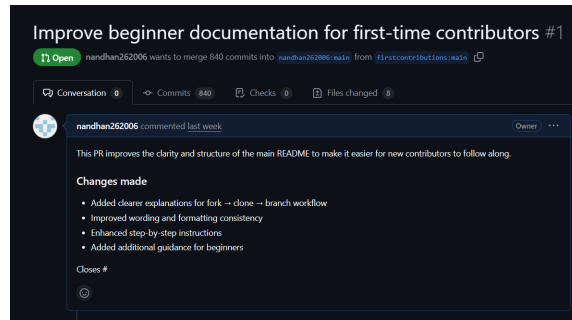 Improve beginner documentation for first-time contributors #1
Open nandhan262006 wants to merge 840 commits into nandhan262006:main from firstcontributions:main
Conversation 0 Commits 840 Checks 0 Files changed 8
nandhan262006 commented last week Owner ...
This PR improves the clarity and structure of the main README to make it easier for new contributors to follow along.
Changes made
• Added clearer explanations for fork → clone → branch workflow
• Improved wording and formatting consistency
• Enhanced step-by-step instructions
• Added additional guidance for beginners
Closes #